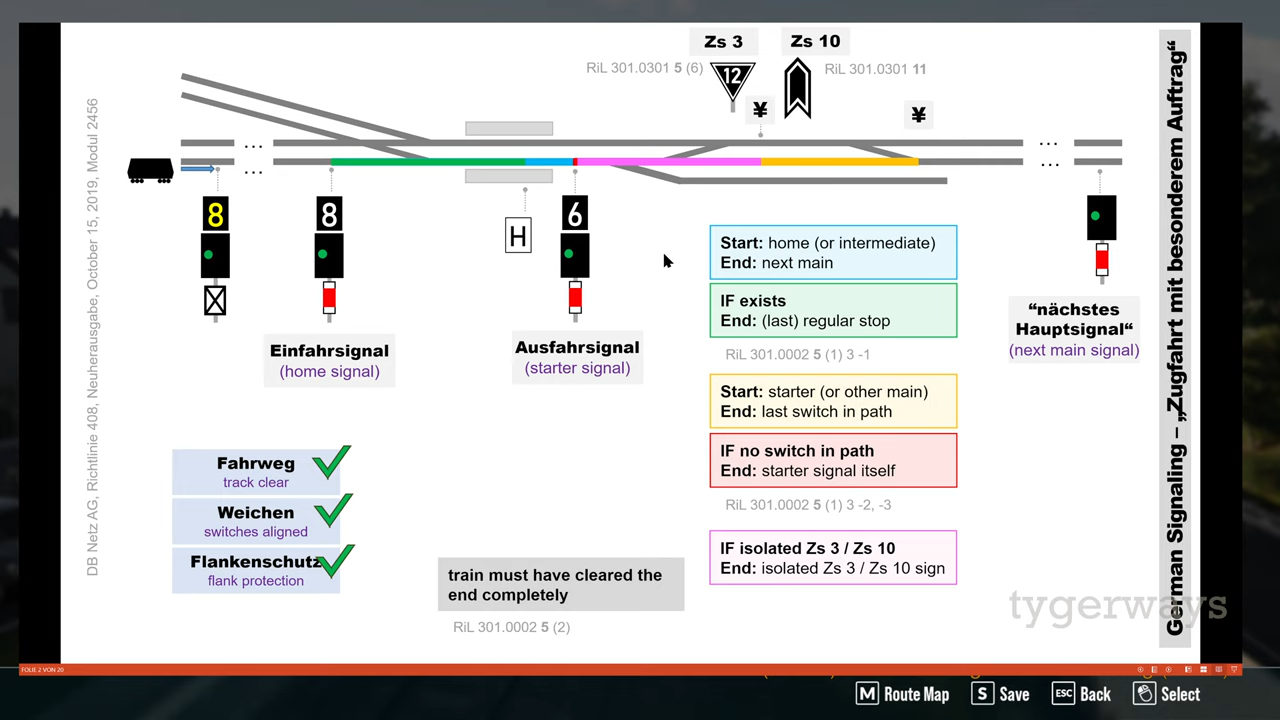 Zs 3
Zs 10
RiL 301.0301 5 (6)
12
RiL 301.0301 11
¥
¥
DB Netz AG, Richtlinie 408, Neuherausgabe, October 15, 2019, Modul 2456
German Signaling – „Zugfahrt mit besonderem Auftrag“
...
...
...
...
8
8
H
6
Einfahrsignal
(home signal)
Ausfahrsignal
(starter signal)
“nächstes
Hauptsignal“
(next main signal)
Start: home (or intermediate)
End: next main
IF exists
End: (last) regular stop
RiL 301.0002 5 (1) 3 -1
Start: starter (or other main)
End: last switch in path
IF no switch in path
End: starter signal itself
RiL 301.0002 5 (1) 3 -2, -3
IF isolated Zs 3 / Zs 10
End: isolated Zs 3 / Zs 10 sign
Fahrweg
track clear
Weichen
switches aligned
Flankenschutz
flank protection
train must have cleared the
end completely
RiL 301.0002 5 (2)
tygerways
FOLIE 2 VON 20
M Route Map
S Save
ESC Back
Select